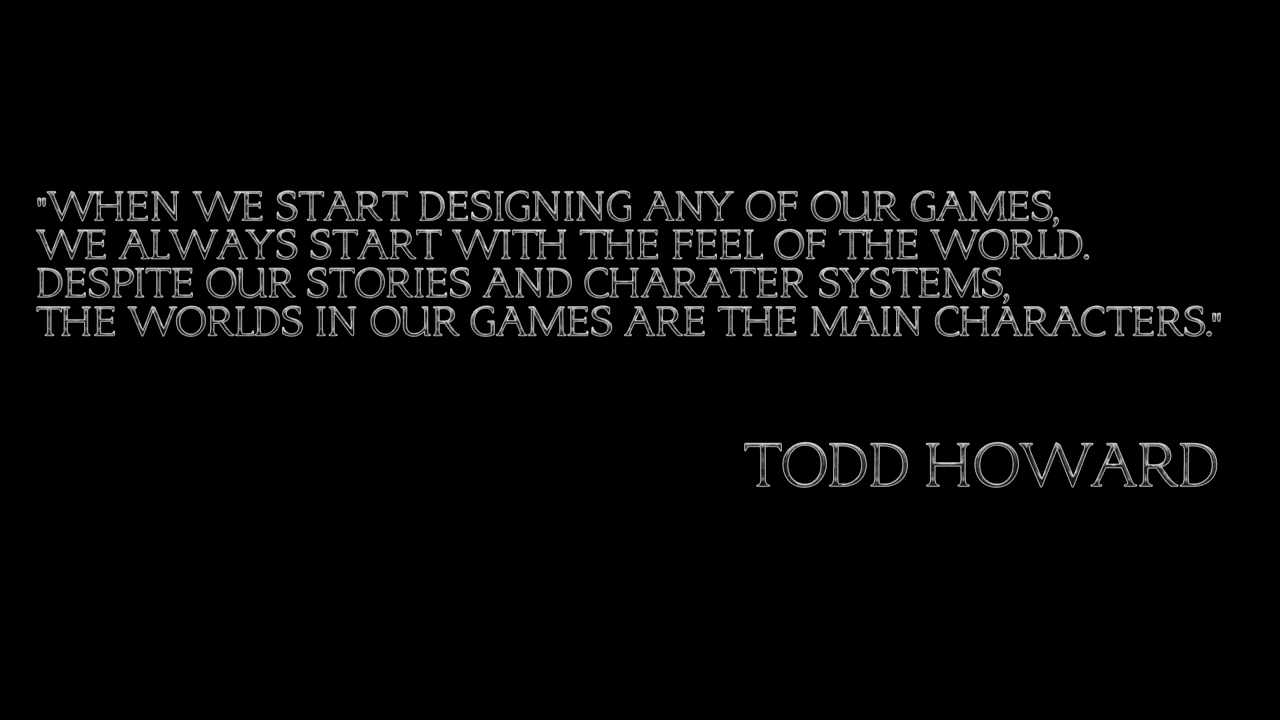 "WHEN WE START DESIGNING ANY OF OUR GAMES,
WE ALWAYS START WITH THE FEEL OF THE WORLD.
DESPITE OUR STORIES AND CHARATER SYSTEMS,
THE WORLDS IN OUR GAMES ARE THE MAIN CHARACTERS."
TODD HOWARD